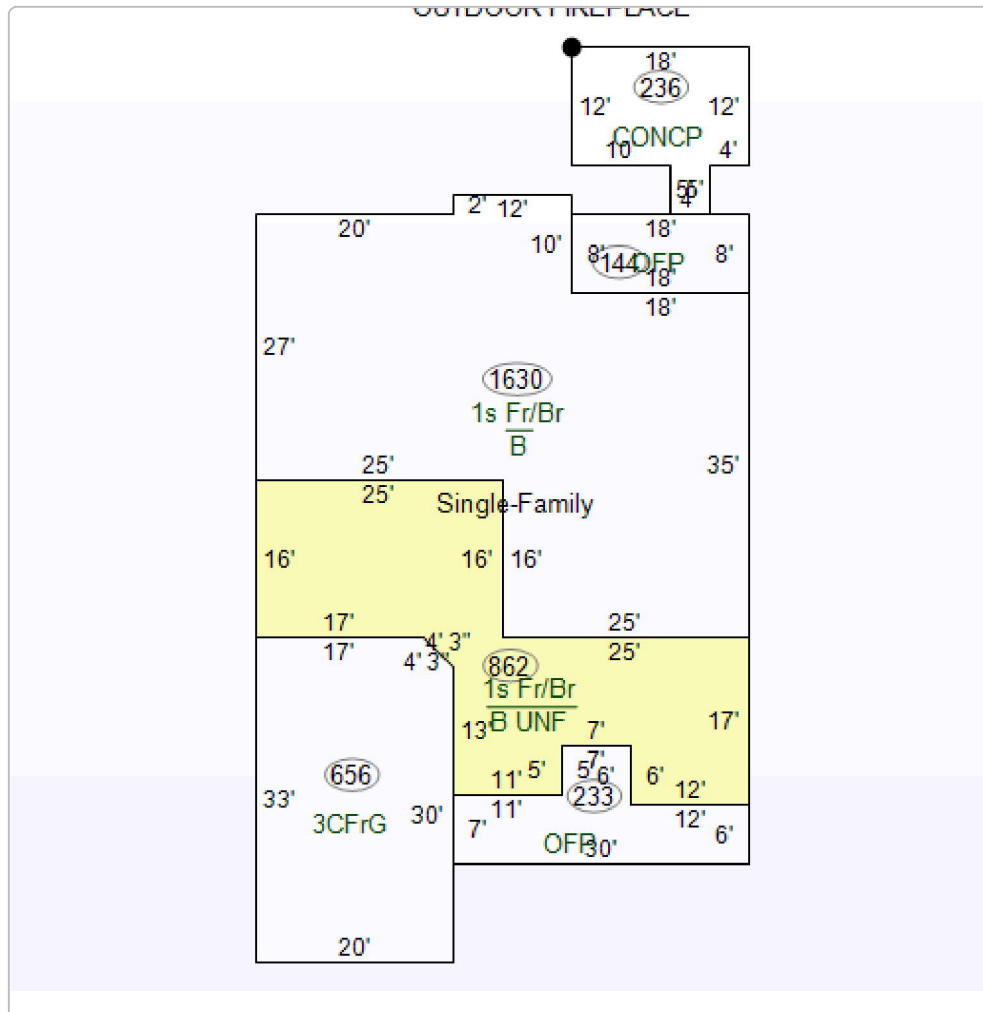 OUTDOOR FIREPLACE
18'
236
12' 12'
CONCP
10' 4'
5' 5'
4'
2' 12'
20' 18'
10' 8' 144 OFP 8'
18'
18'
27'
1630
1s Fr/Br
B
25' 35'
25' Single-Family
16' 16' 16'
17' 25'
17' 4' 3" 25'
4' 3" 862
1s Fr/Br
B UNF
13' 7' 17'
7'
656 11' 5' 5' 6' 6' 12'
33' 233
3CFrG 30' 11' 12'
7' 6'
OFP 30'
20'